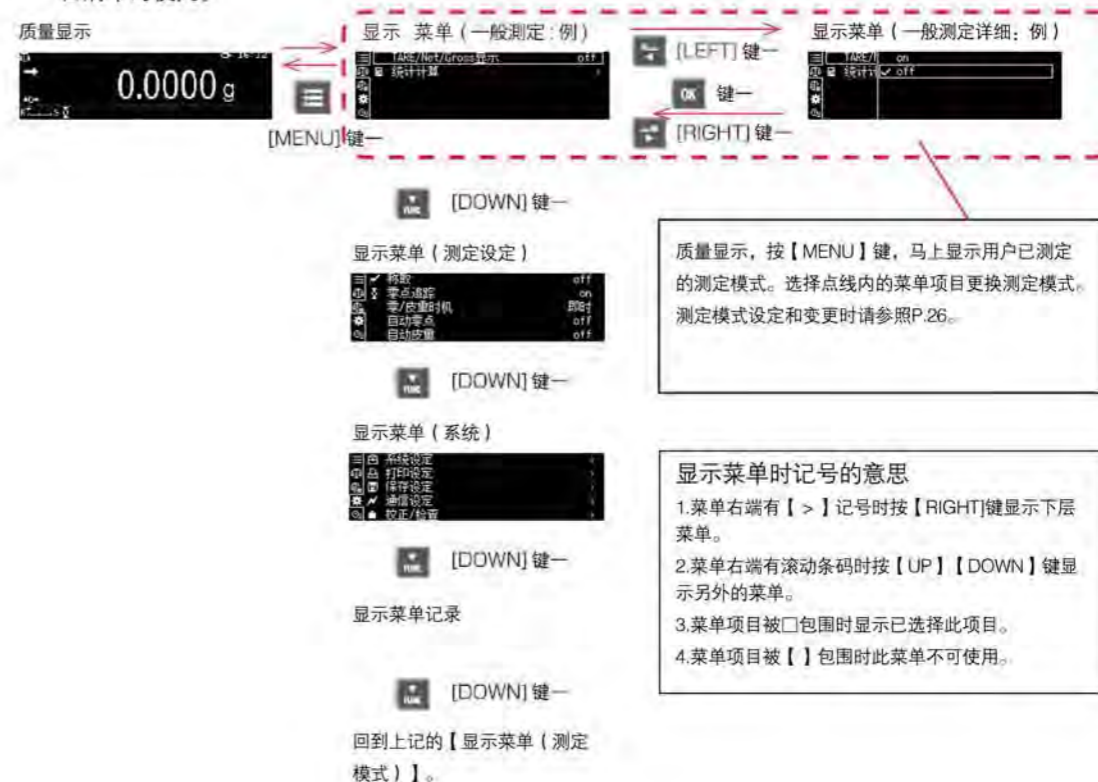 质量显示
0.0000 g
[MENU] 键一
显示 菜单（一般测定：例）
TARE/Net/Gross显示 off
统计计算 >
[LEFT] 键一
OK 键一
[RIGHT] 键一
显示菜单（一般测定详细：例）
TARE/ on
统计 ✓ off
FUNC [DOWN] 键一
显示菜单（测定设定）
off
零点追踪 on
零/皮重时机 即时
自动零点 off
自动皮重 off
FUNC [DOWN] 键一
显示菜单（系统）
系统设定 >
打印设定 >
保存设定 >
通信设定 >
校正/检查 >
FUNC [DOWN] 键一
显示菜单记录
FUNC [DOWN] 键一
回到上记的【显示菜单（测定
模式）】。
质量显示，按【MENU】键，马上显示用户已测定
的测定模式。选择点线内的菜单项目更换测定模式。
测定模式设定和变更时请参照P.26。
显示菜单时记号的意思
1.菜单右端有【 > 】记号时按【RIGHT]键显示下层
菜单。
2.菜单右端有滚动条码时按【UP】【DOWN】键显
示另外的菜单。
3.菜单项目被□包围时显示已选择此项目。
4.菜单项目被【 】包围时此菜单不可使用。